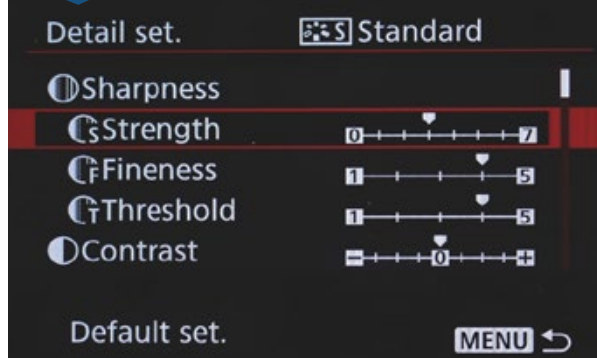 Detail set. S Standard
Sharpness
S Strength 0 7
F Fineness 1 5
T Threshold 1 5
Contrast - 0 +
Default set. MENU